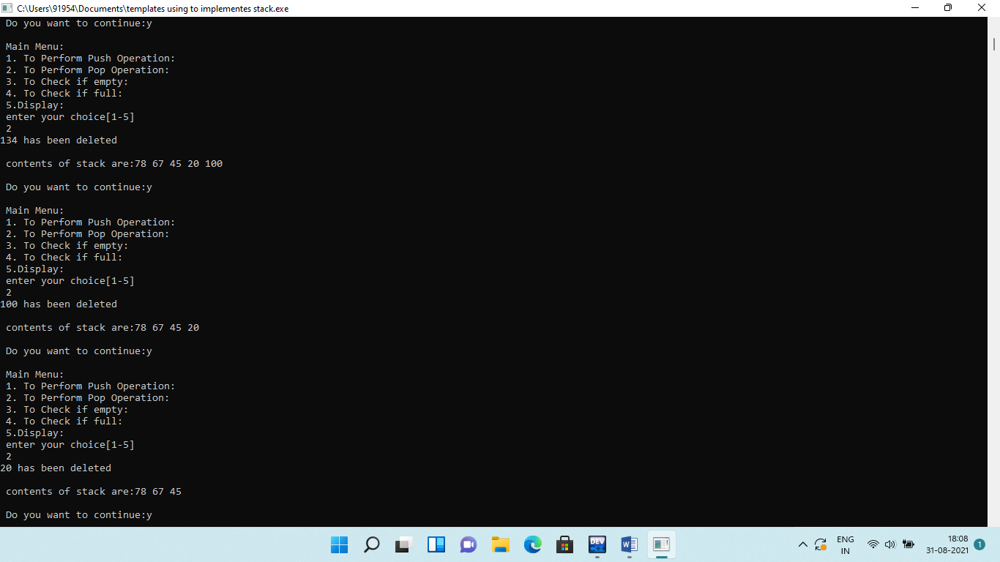 C:\Users\91954\Documents\templates using to implementes stack.exe
Do you want to continue:y
Main Menu:
1. To Perform Push Operation:
2. To Perform Pop Operation:
3. To Check if empty:
4. To Check if full:
5.Display:
enter your choice[1-5]
2
134 has been deleted
contents of stack are:78 67 45 20 100
Do you want to continue:y
Main Menu:
1. To Perform Push Operation:
2. To Perform Pop Operation:
3. To Check if empty:
4. To Check if full:
5.Display:
enter your choice[1-5]
2
100 has been deleted
contents of stack are:78 67 45 20
Do you want to continue:y
Main Menu:
1. To Perform Push Operation:
2. To Perform Pop Operation:
3. To Check if empty:
4. To Check if full:
5.Display:
enter your choice[1-5]
2
20 has been deleted
contents of stack are:78 67 45
Do you want to continue:y
DEV
W
ENG
IN
18:08
31-08-2021
1